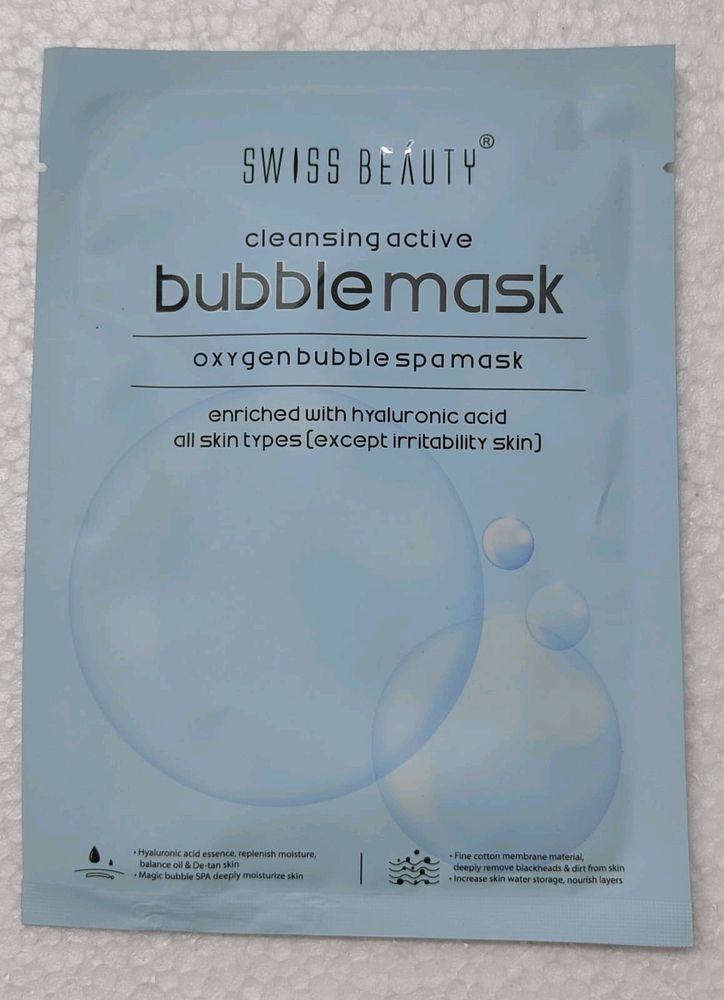 SWISS BEAUTY®
cleansing active
bubble mask
oxygen bubble spa mask
enriched with hyaluronic acid
all skin types (except irritability skin)
• Hyaluronic acid essence, replenish moisture,
balance oil & De-tan skin
• Magic bubble SPA deeply moisturize skin
• Fine cotton membrane material,
deeply remove blackheads & dirt from skin
• Increase skin water storage, nourish layers